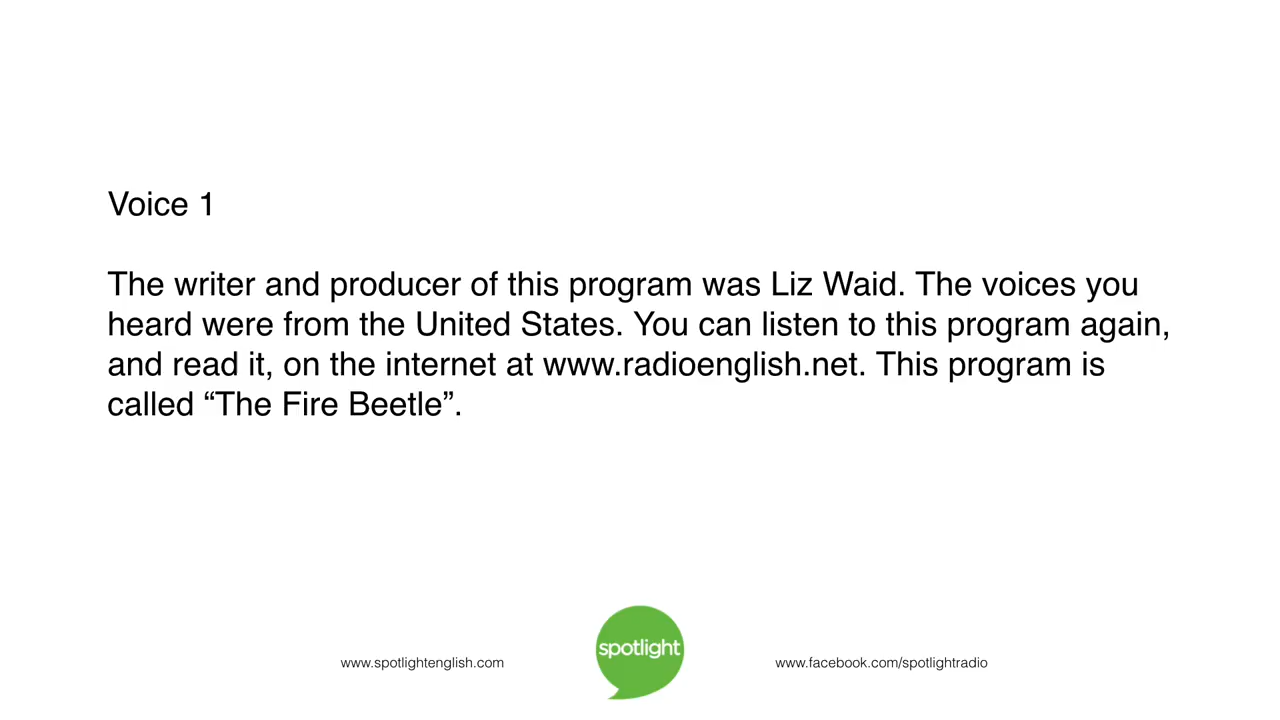 Voice 1
The writer and producer of this program was Liz Waid. The voices you
heard were from the United States. You can listen to this program again,
and read it, on the internet at www.radioenglish.net. This program is
called “The Fire Beetle”.
www.spotlightenglish.com
spotlight
www.facebook.com/spotlightradio